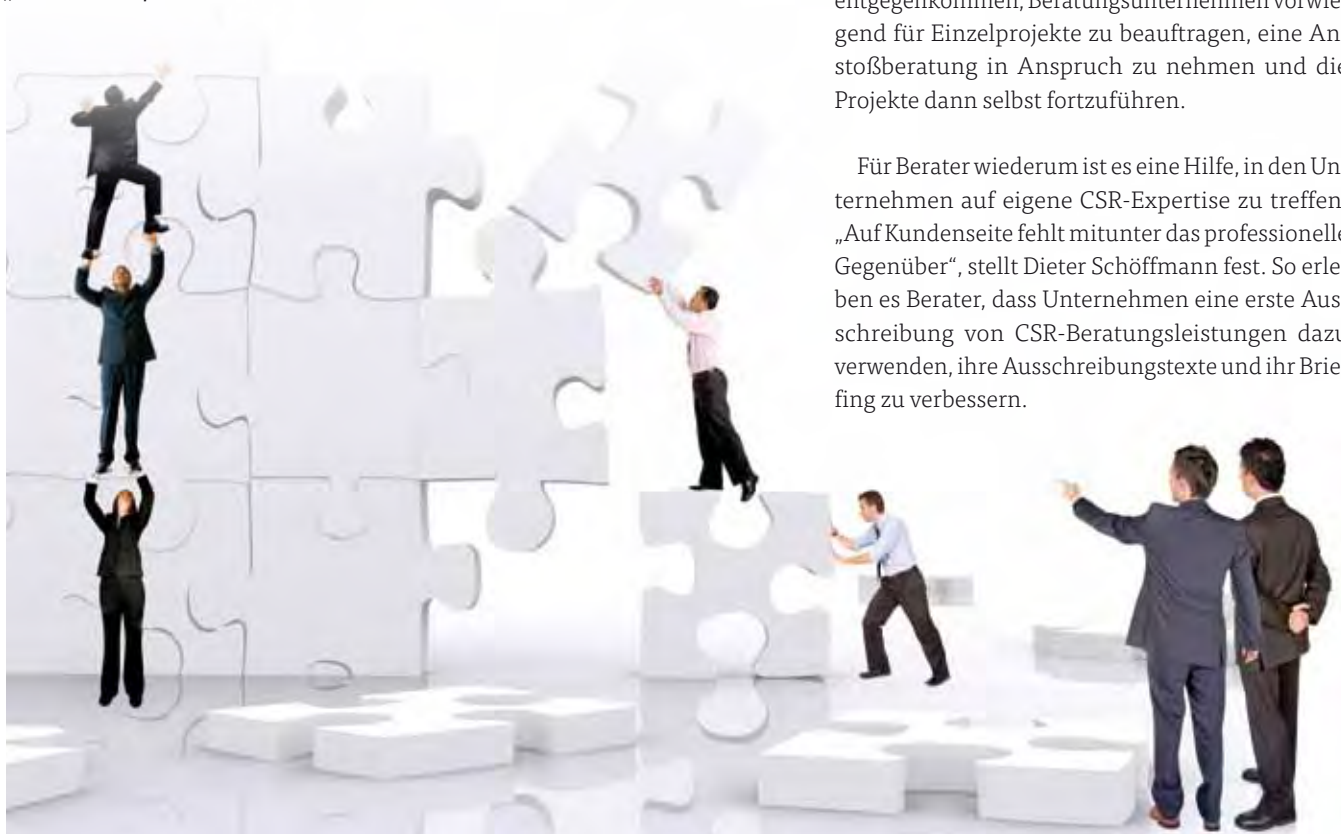 entgegenkommen, Beratungsunternehmen vorwie
gend für Einzelprojekte zu beauftragen, eine An
stoßberatung in Anspruch zu nehmen und die
Projekte dann selbst fortzuführen.
Für Berater wiederum ist es eine Hilfe, in den Un
ternehmen auf eigene CSR-Expertise zu treffen
„Auf Kundenseite fehlt mitunter das professionelle
Gegenüber“, stellt Dieter Schöffmann fest. So erle
ben es Berater, dass Unternehmen eine erste Aus
schreibung von CSR-Beratungsleistungen dazu
verwenden, ihre Ausschreibungstexte und ihr Brie
fing zu verbessern.